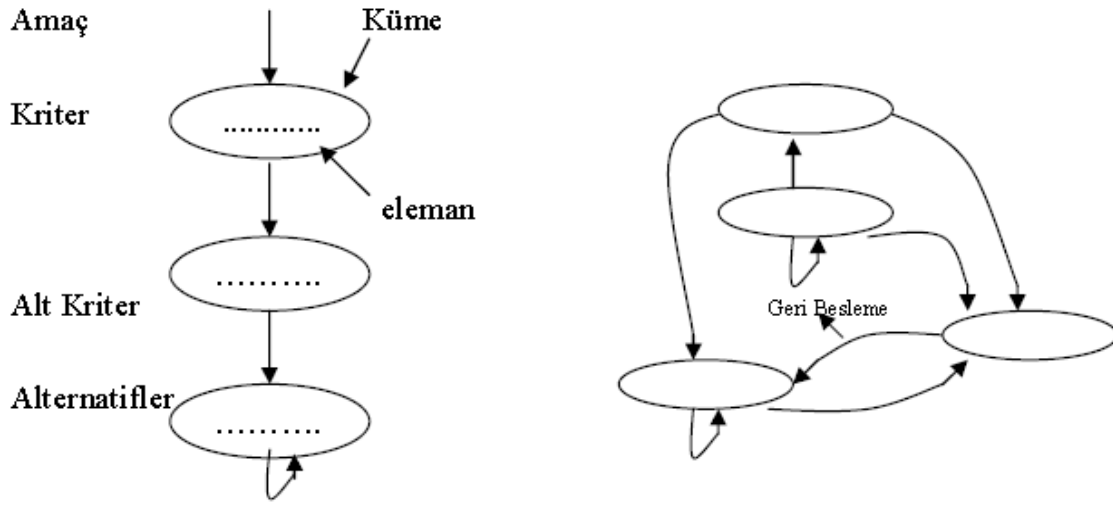 Amaç
Küme
Kriter
............
eleman
..........
Alt Kriter
Geri Besleme
Alternatifler
..........